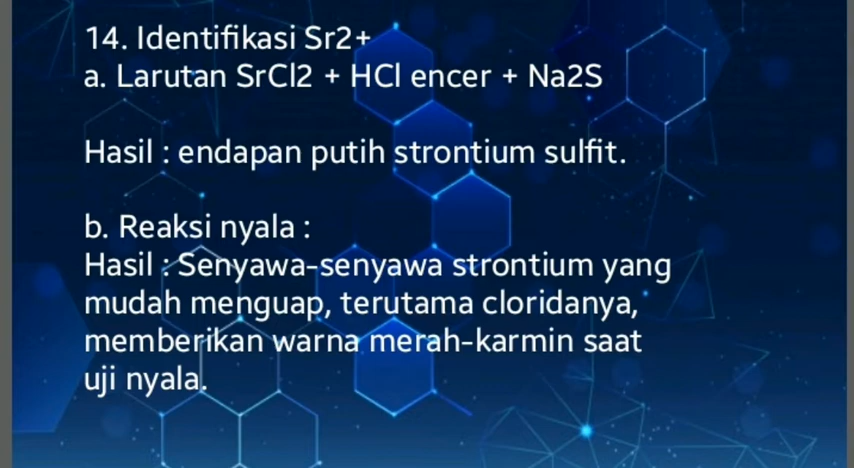 14. Identifikasi Sr2+
a. Larutan SrCl2 + HCl encer + Na2S
Hasil : endapan putih strontium sulfit.
b. Reaksi nyala :
Hasil : Senyawa-senyawa strontium yang
mudah menguap, terutama cloridanya,
memberikan warna merah-karmin saat
uji nyala.